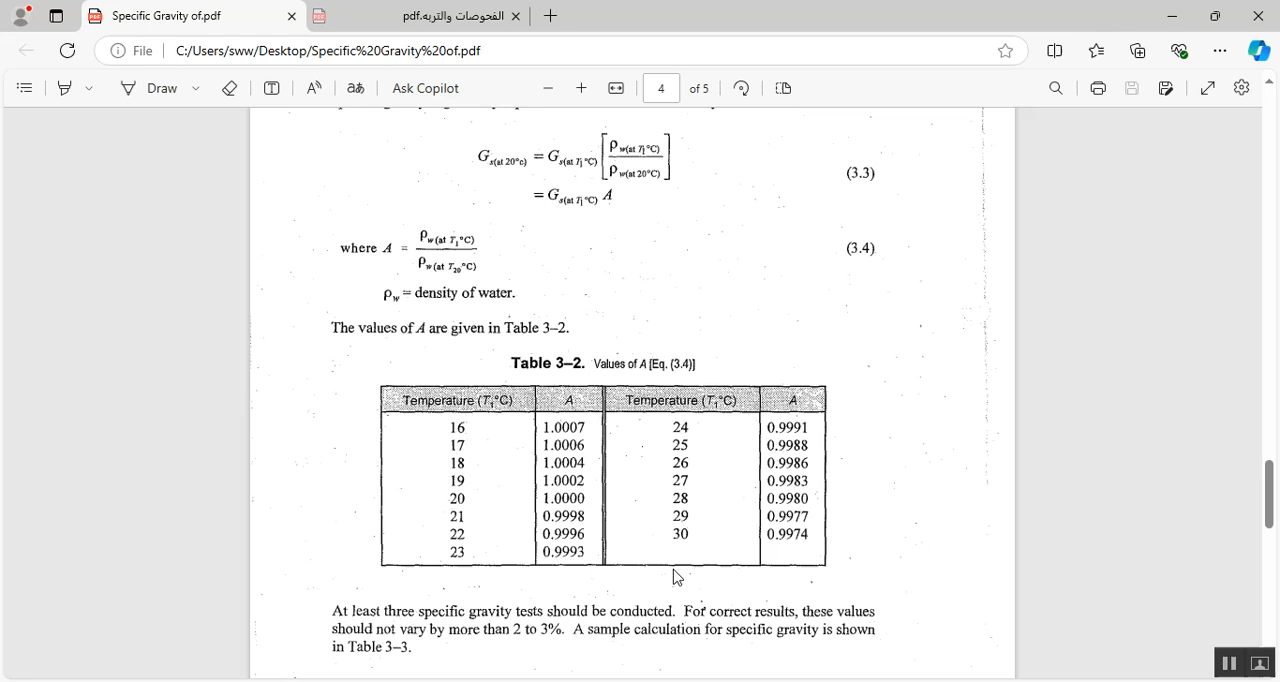 Specific Gravity of.pdf
الفحوصات والتربه.pdf
File C:/Users/sww/Desktop/Specific%20Gravity%20of.pdf
Draw aあ Ask Copilot 4 of 5
G s(at 20°c) = G s(at T₁°C) [ρ w(at T₁°C) / ρ w(at 20°C)] (3.3)
= G s(at T₁°C) A
where A = ρ w(at T₁°C) / ρ w(at T₂₀°C) (3.4)
ρw = density of water.
The values of A are given in Table 3–2.
Table 3–2. Values of A [Eq. (3.4)]
Temperature (T₁°C) A Temperature (T₁°C) A
16 1.0007 24 0.9991
17 1.0006 25 0.9988
18 1.0004 26 0.9986
19 1.0002 27 0.9983
20 1.0000 28 0.9980
21 0.9998 29 0.9977
22 0.9996 30 0.9974
23 0.9993
At least three specific gravity tests should be conducted. For correct results, these values
should not vary by more than 2 to 3%. A sample calculation for specific gravity is shown
in Table 3–3.